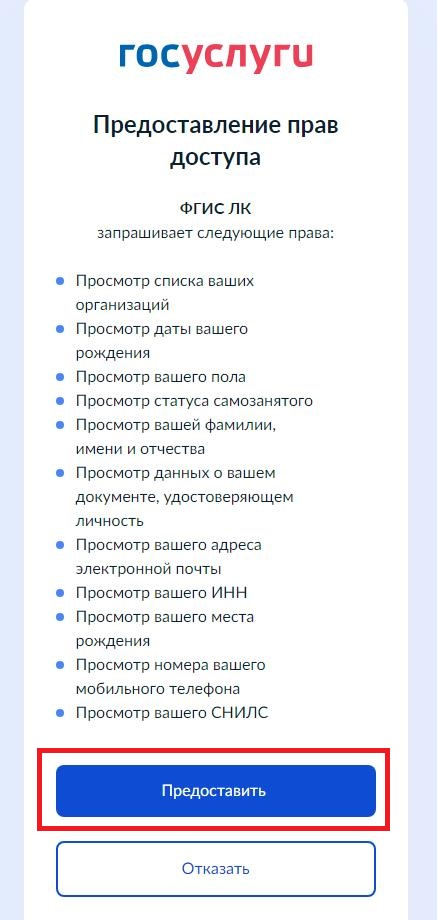 госуслуги
Предоставление прав
доступа
ФГИС ЛК
запрашивает следующие права:
Просмотр списка ваших
организаций
Просмотр даты вашего
рождения
Просмотр вашего пола
Просмотр статуса самозанятого
Просмотр вашей фамилии,
имени и отчества
Просмотр данных о вашем
документе, удостоверяющем
личность
Просмотр вашего адреса
электронной почты
Просмотр вашего ИНН
Просмотр вашего места
рождения
Просмотр номера вашего
мобильного телефона
Просмотр вашего СНИЛС
Предоставить
Отказать